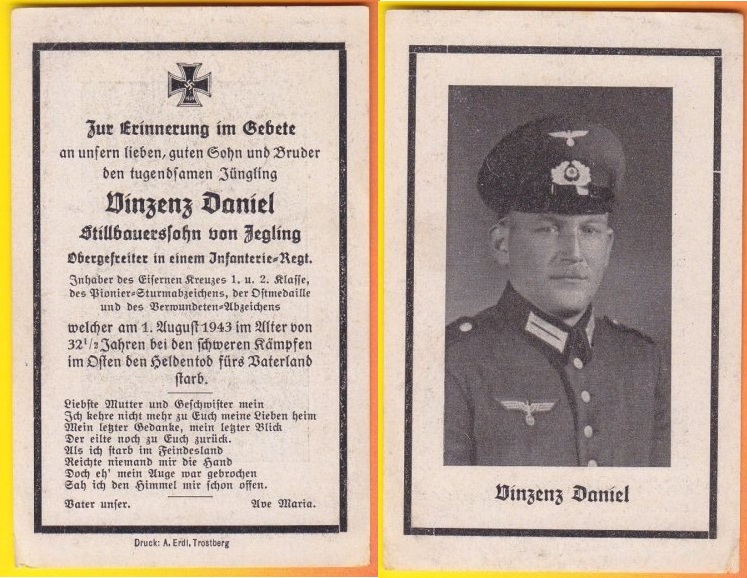 Zur Erinnerung im Gebete
an unsern lieben, guten Sohn und Bruder
den tugendsamen Jüngling
Vinzenz Daniel
Stillbauerssohn von Zegling
Obergefreiter in einem Infanterie=Regt.
Inhaber des Eisernen Kreuzes 1. u. 2. Klasse,
des Pionier-Sturmabzeichens, der Ostmedaille
und des Verwundeten-Abzeichens
welcher am 1. August 1943 im Alter von
32 1/2 Jahren bei den schweren Kämpfen
im Osten den Heldentod fürs Vaterland
starb.
Liebste Mutter und Geschwister mein
Ich kehre nicht mehr zu Euch meine Lieben heim
Mein letzter Gedanke, mein letzter Blick
Der eilte noch zu Euch zurück.
Als ich starb im Feindesland
Reichte niemand mir die Hand
Doch eh' mein Auge war gebrochen
Sah ich den Himmel mir schon offen.
Vater unser. Ave Maria.
Druck: A. Erdl, Trostberg
Vinzenz Daniel